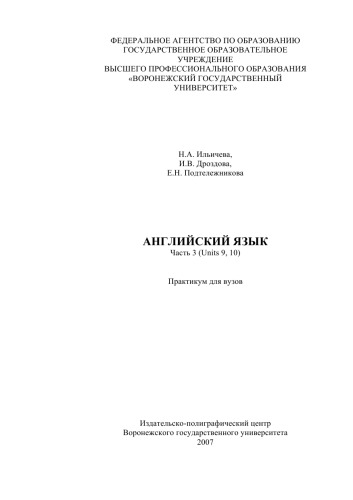 ФЕДЕРАЛЬНОЕ АГЕНТСТВО ПО ОБРАЗОВАНИЮ
ГОСУДАРСТВЕННОЕ ОБРАЗОВАТЕЛЬНОЕ
УЧРЕЖДЕНИЕ
ВЫСШЕГО ПРОФЕССИОНАЛЬНОГО ОБРАЗОВАНИЯ
«ВОРОНЕЖСКИЙ ГОСУДАРСТВЕННЫЙ
УНИВЕРСИТЕТ»
Н.А. Ильичева,
И.В. Дроздова,
Е.Н. Подтележникова
АНГЛИЙСКИЙ ЯЗЫК
Часть 3 (Units 9, 10)
Практикум для вузов
Издательско-полиграфический центр
Воронежского государственного университета
2007